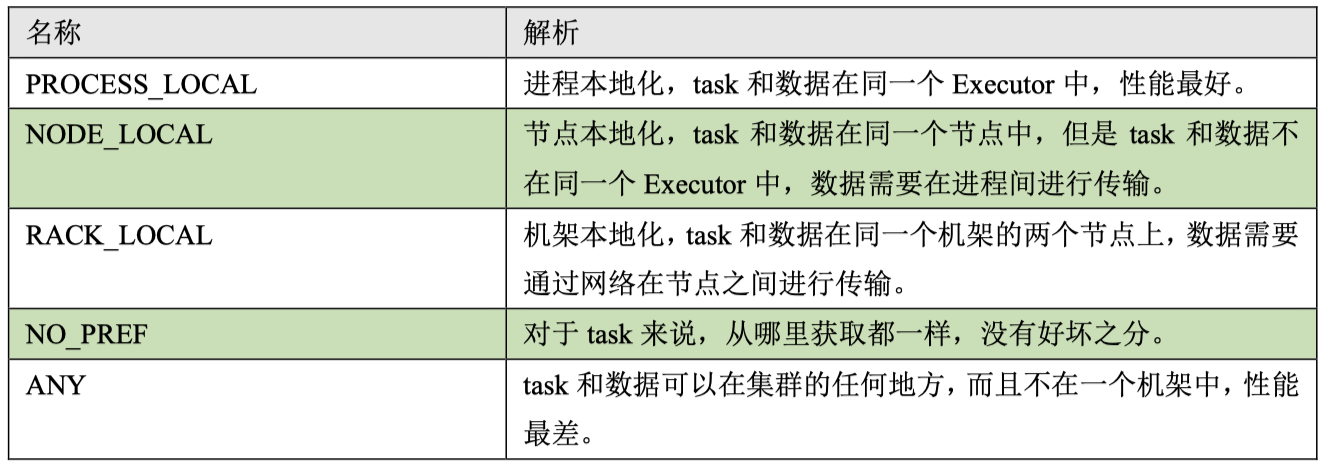 名称 解析
PROCESS_LOCAL 进程本地化，task 和数据在同一个 Executor 中，性能最好。
NODE_LOCAL 节点本地化，task 和数据在同一个节点中，但是 task 和数据不
在同一个 Executor 中，数据需要在进程间进行传输。
RACK_LOCAL 机架本地化，task 和数据在同一个机架的两个节点上，数据需要
通过网络在节点之间进行传输。
NO_PREF 对于 task 来说，从哪里获取都一样，没有好坏之分。
ANY task 和数据可以在集群的任何地方，而且不在一个机架中，性能
最差。